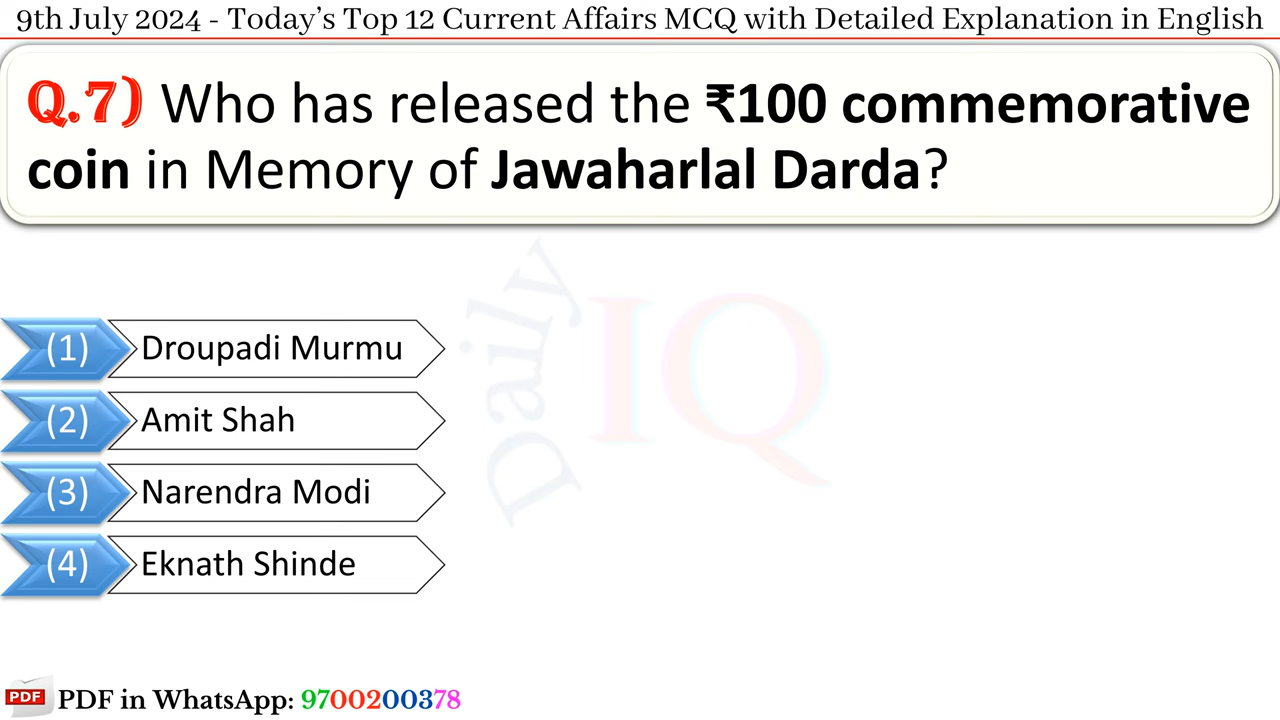 9th July 2024 - Today’s Top 12 Current Affairs MCQ with Detailed Explanation in English
Q.7) Who has released the ₹100 commemorative
coin in Memory of Jawaharlal Darda?
Daily
IQ
(1) Droupadi Murmu
(2) Amit Shah
(3) Narendra Modi
(4) Eknath Shinde
PDF PDF in WhatsApp: 9700200378